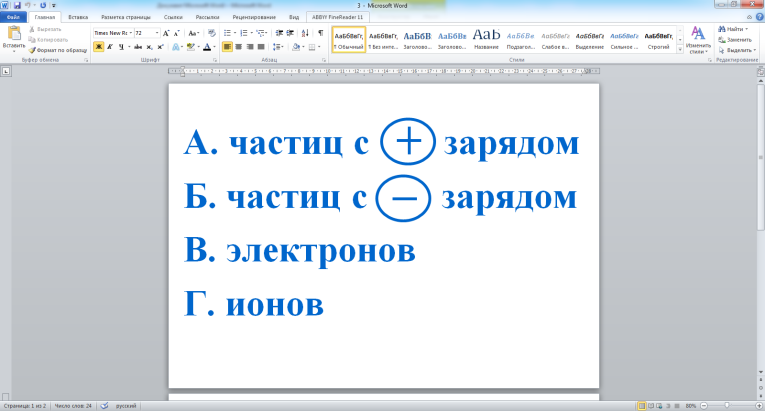 3 - Microsoft Word
Файл Главная Вставка Разметка страницы Ссылки Рассылки Рецензирование Вид ABBYY FineReader 11
Вставить
Вырезать
Копировать
Формат по образцу
Times New Ro 72
АаБбВвГг, АаБбВвГг, АаБбВ АаБбВв Aab АаБбВв АаБбВвГг АаБбВвГг АаБбВвГг АаБбВвГг,
¶ Обычный ¶ Без инте... Заголово... Заголово... Название Подзагол... Слабое в... Выделение Сильное ... Строгий
Изменить стили
Найти
Заменить
Выделить
Буфер обмена Шрифт Абзац Стили Редактирование
А. частиц с + зарядом
Б. частиц с − зарядом
В. электронов
Г. ионов
Страница: 1 из 2 Число слов: 24 русский 80%